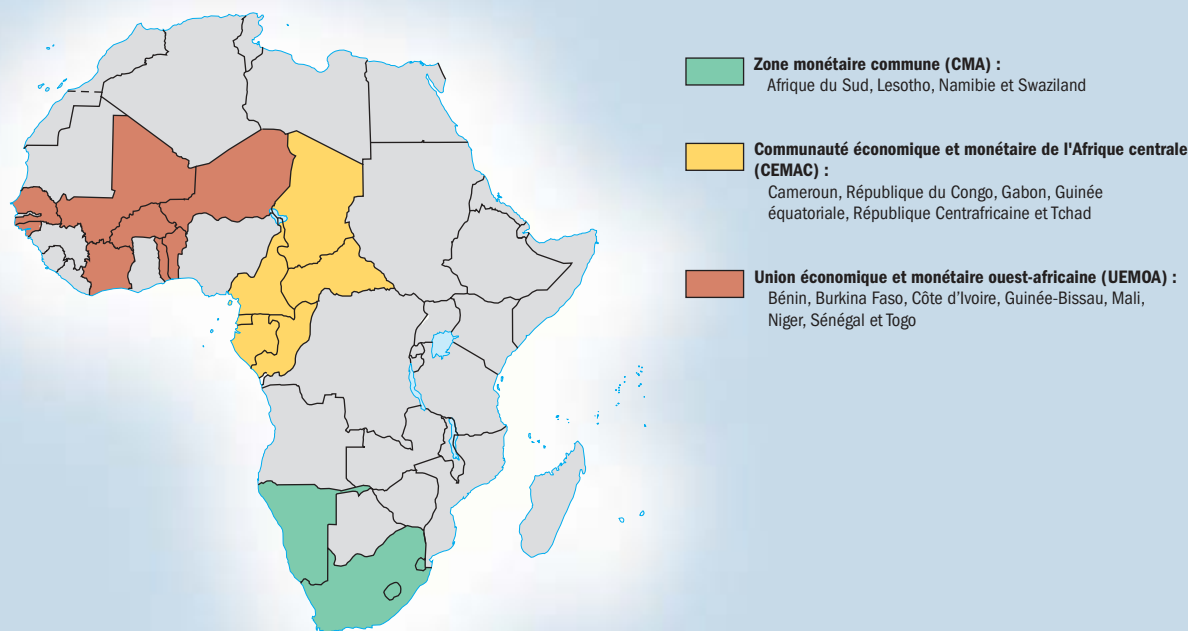 Zone monétaire commune (CMA) :
Afrique du Sud, Lesotho, Namibie et Swaziland
Communauté économique et monétaire de l'Afrique centrale
(CEMAC) :
Cameroun, République du Congo, Gabon, Guinée
équatoriale, République Centrafricaine et Tchad
Union économique et monétaire ouest-africaine (UEMOA) :
Bénin, Burkina Faso, Côte d’Ivoire, Guinée-Bissau, Mali,
Niger, Sénégal et Togo